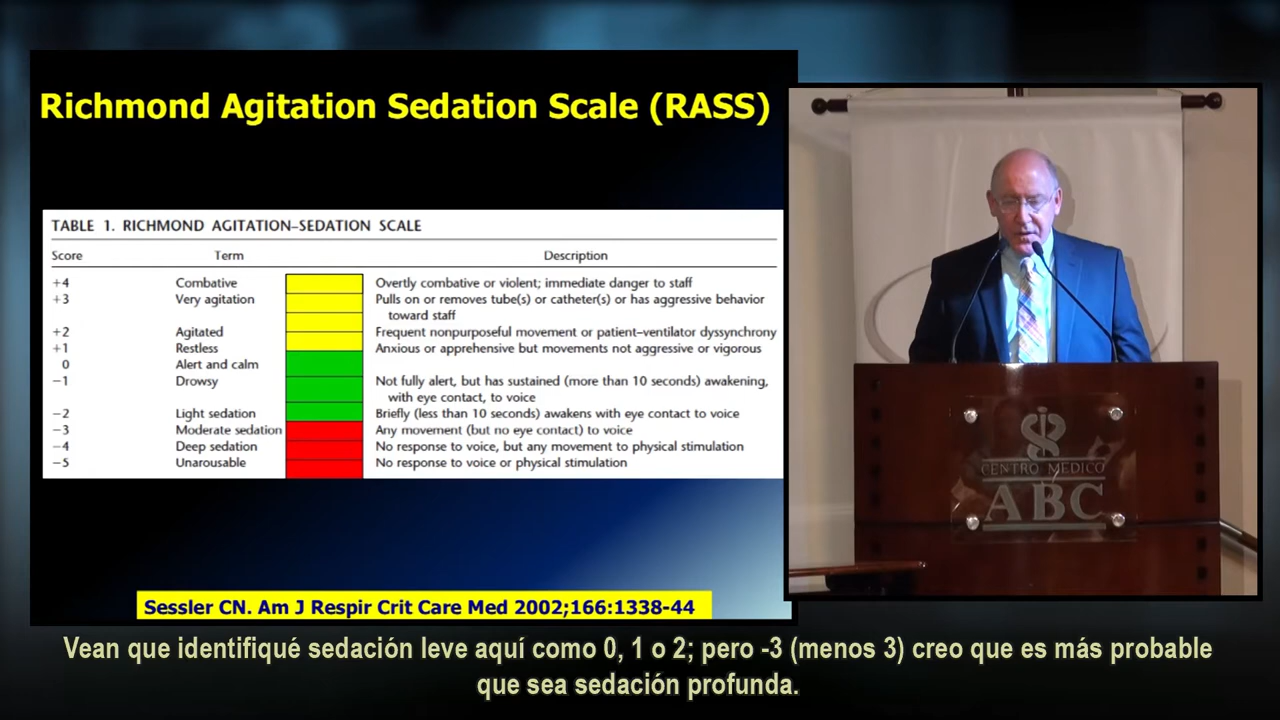 Richmond Agitation Sedation Scale (RASS)
TABLE 1. RICHMOND AGITATION–SEDATION SCALE
Score Term Description
+4 Combative Overtly combative or violent; immediate danger to staff
+3 Very agitation Pulls on or removes tube(s) or catheter(s) or has aggressive behavior
toward staff
+2 Agitated Frequent nonpurposeful movement or patient–ventilator dyssynchrony
+1 Restless Anxious or apprehensive but movements not aggressive or vigorous
0 Alert and calm
−1 Drowsy Not fully alert, but has sustained (more than 10 seconds) awakening,
with eye contact, to voice
−2 Light sedation Briefly (less than 10 seconds) awakens with eye contact to voice
−3 Moderate sedation Any movement (but no eye contact) to voice
−4 Deep sedation No response to voice, but any movement to physical stimulation
−5 Unarousable No response to voice or physical stimulation
Sessler CN. Am J Respir Crit Care Med 2002;166:1338-44
CENTRO MEDICO
ABC
Vean que identifiqué sedación leve aquí como 0, 1 o 2; pero -3 (menos 3) creo que es más probable
que sea sedación profunda.